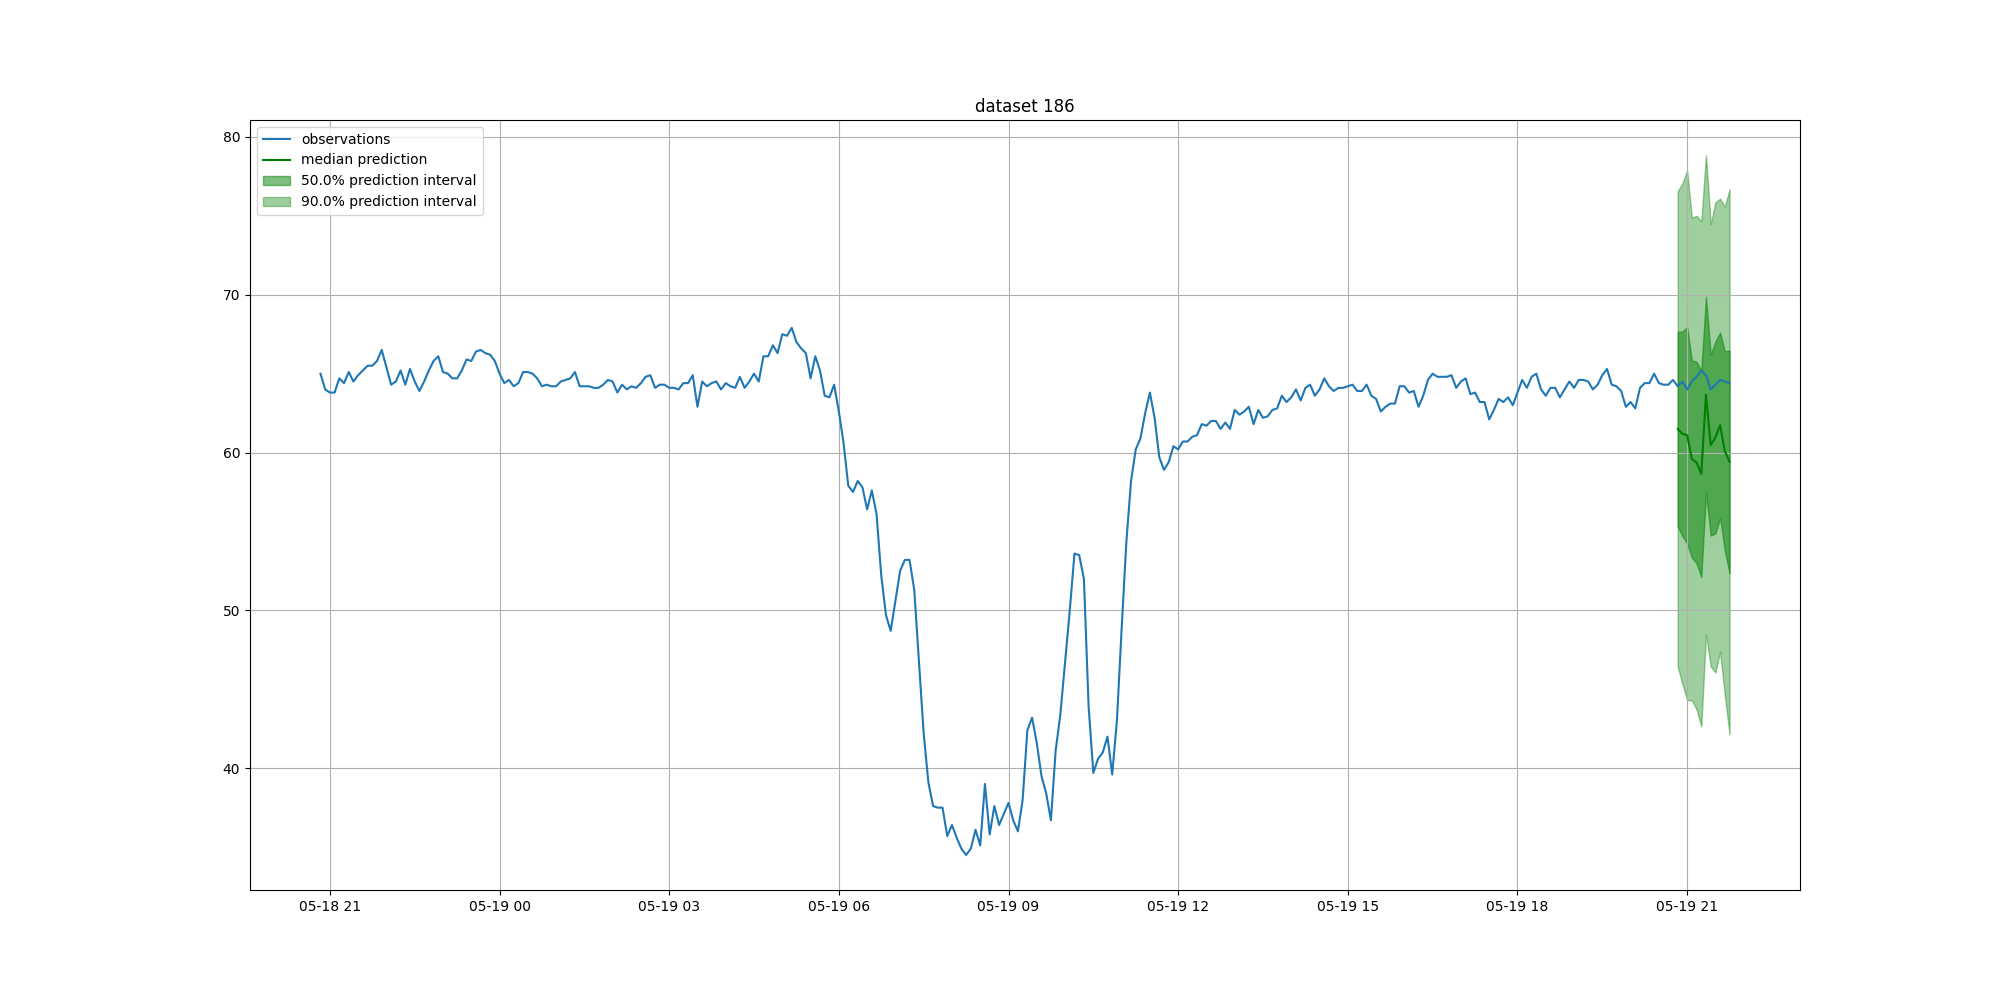 dataset 186
observations
median prediction
50.0% prediction interval
90.0% prediction interval
80
70
60
50
40
05-18 21
05-19 00
05-19 03
05-19 06
05-19 09
05-19 12
05-19 15
05-19 18
05-19 21